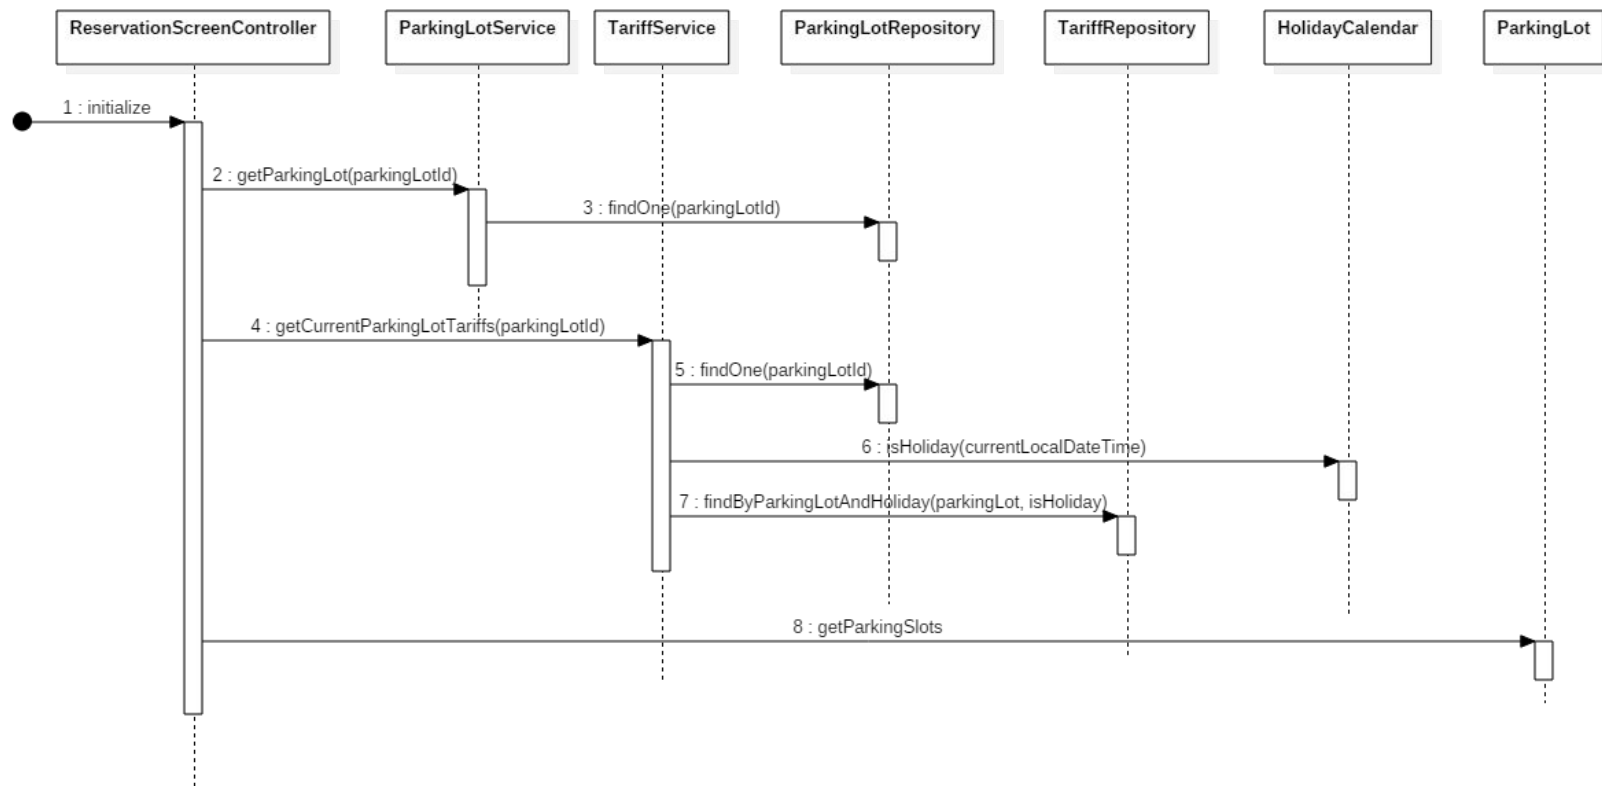 ReservationScreenController
ParkingLotService
TariffService
ParkingLotRepository
TariffRepository
HolidayCalendar
ParkingLot
1 : initialize
2 : getParkingLot(parkingLotId)
3 : findOne(parkingLotId)
4 : getCurrentParkingLotTariffs(parkingLotId)
5 : findOne(parkingLotId)
6 : isHoliday(currentLocalDateTime)
7 : findByParkingLotAndHoliday(parkingLot, isHoliday)
8 : getParkingSlots